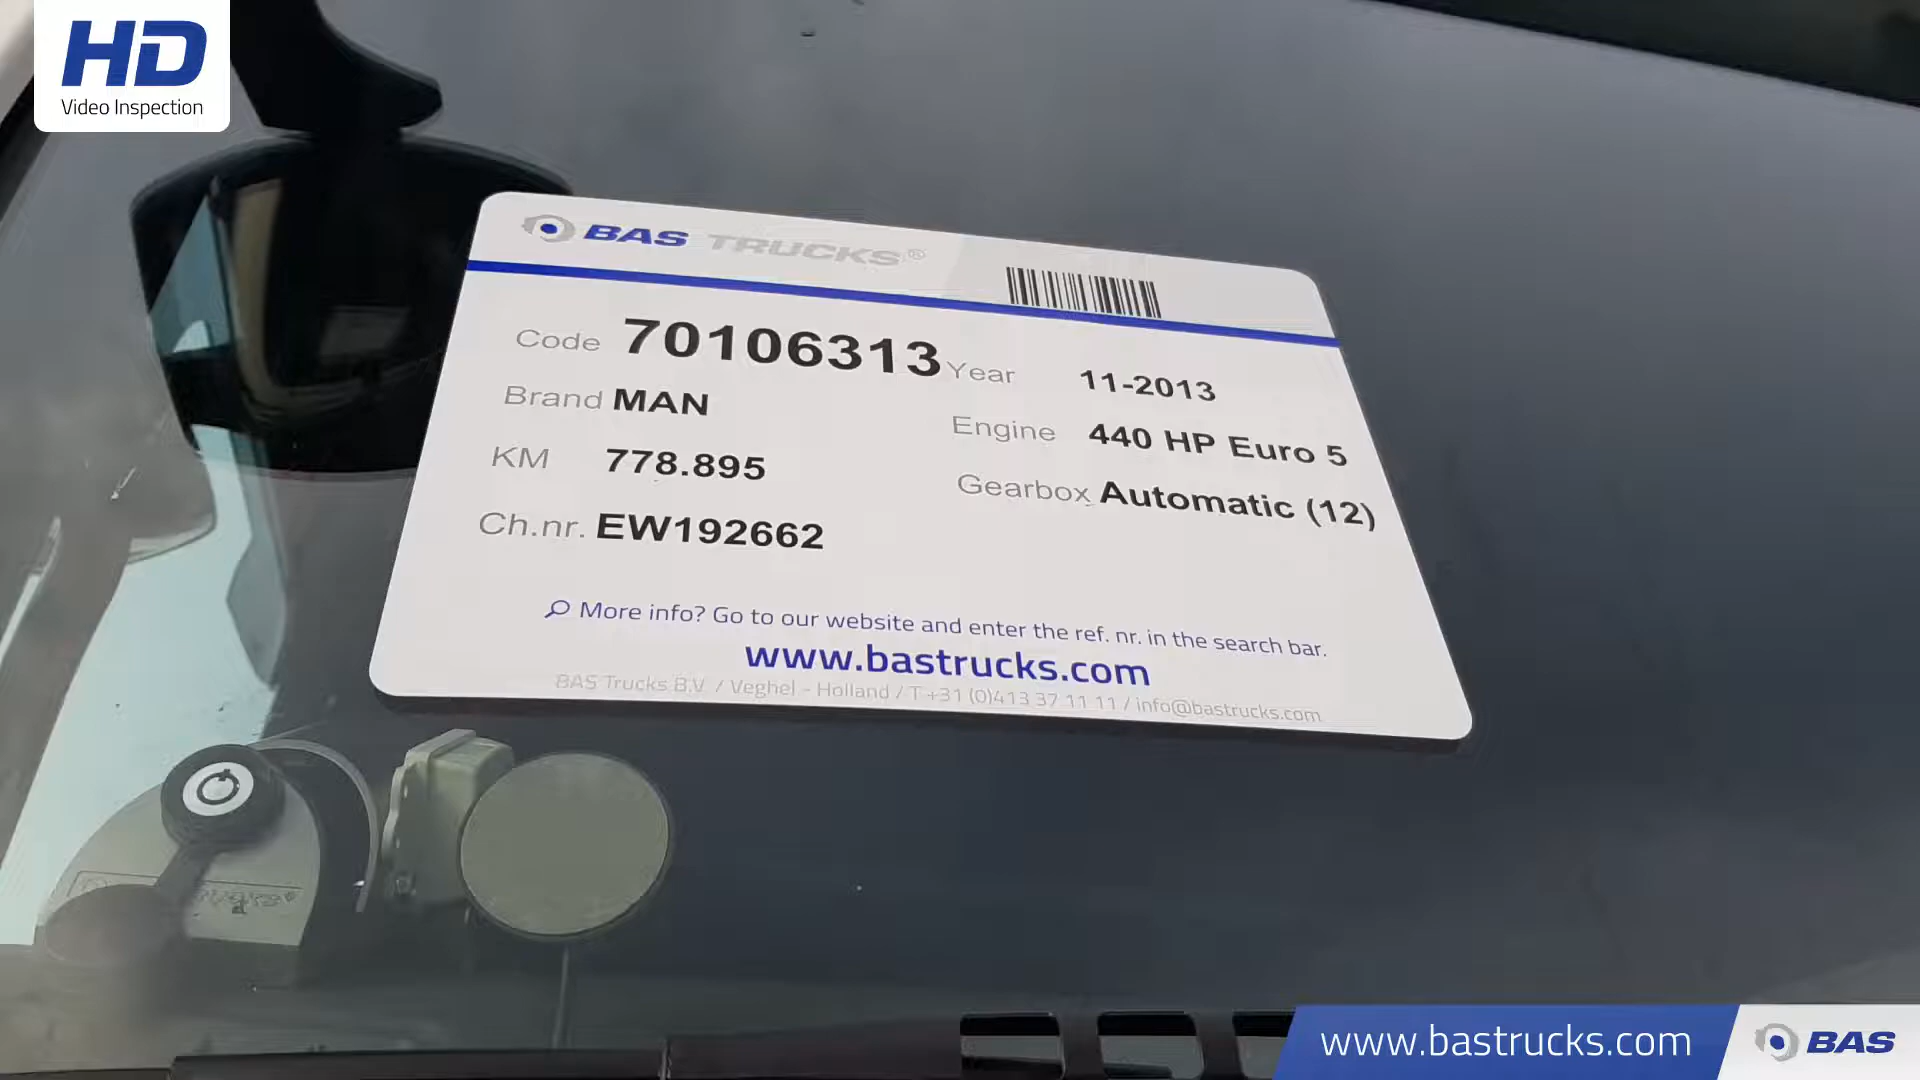 HD
Video Inspection
BAS TRUCKS®
Code 70106313 Year 11-2013
Brand MAN Engine 440 HP Euro 5
KM 778.895 Gearbox Automatic (12)
Ch.nr. EW192662
More info? Go to our website and enter the ref. nr. in the search bar.
www.bastrucks.com
BAS Trucks B.V. / Veghel - Holland / T +31 (0)413 37 11 11 / info@bastrucks.com
www.bastrucks.com BAS